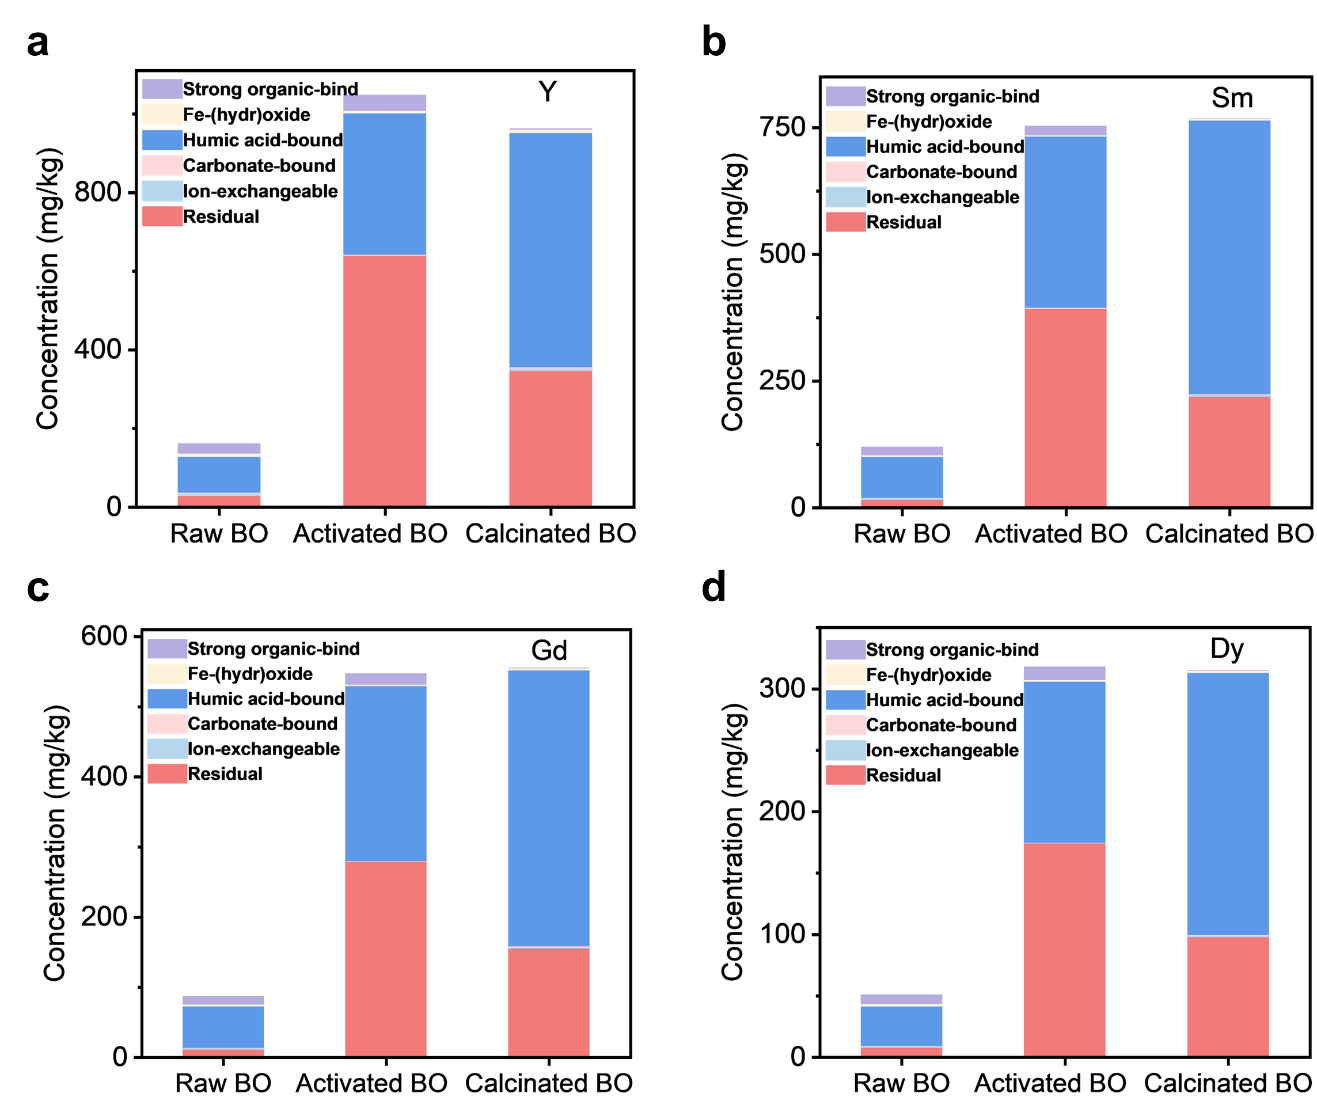 a
Y
Strong organic-bind
Fe-(hydr)oxide
Humic acid-bound
Carbonate-bound
Ion-exchangeable
Residual
Concentration (mg/kg)
800
400
0
Raw BO
Activated BO
Calcinated BO
b
Sm
Strong organic-bind
Fe-(hydr)oxide
Humic acid-bound
Carbonate-bound
Ion-exchangeable
Residual
Concentration (mg/kg)
750
500
250
0
Raw BO
Activated BO
Calcinated BO
c
Gd
Strong organic-bind
Fe-(hydr)oxide
Humic acid-bound
Carbonate-bound
Ion-exchangeable
Residual
Concentration (mg/kg)
600
400
200
0
Raw BO
Activated BO
Calcinated BO
d
Dy
Strong organic-bind
Fe-(hydr)oxide
Humic acid-bound
Carbonate-bound
Ion-exchangeable
Residual
Concentration (mg/kg)
300
200
100
0
Raw BO
Activated BO
Calcinated BO